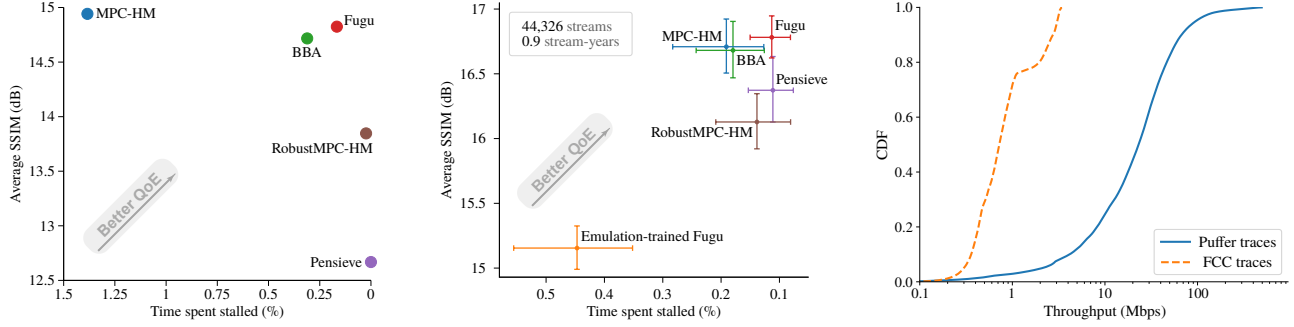 15
14.5
14
13.5
13
12.5
Average SSIM (dB)
MPC-HM
Fugu
BBA
RobustMPC-HM
Better QoE
Pensieve
1.5
1.25
1
0.5
0.25
0
Time spent stalled (%)
17
16.5
16
15.5
15
Average SSIM (dB)
44,326 streams
0.9 stream-years
MPC-HM
Fugu
BBA
Pensieve
RobustMPC-HM
Better QoE
Emulation-trained Fugu
0.5
0.4
0.3
0.2
0.1
Time spent stalled (%)
1.0
0.8
0.6
0.4
0.2
0.0
CDF
Puffer traces
FCC traces
0.1
1
10
100
Throughput (Mbps)